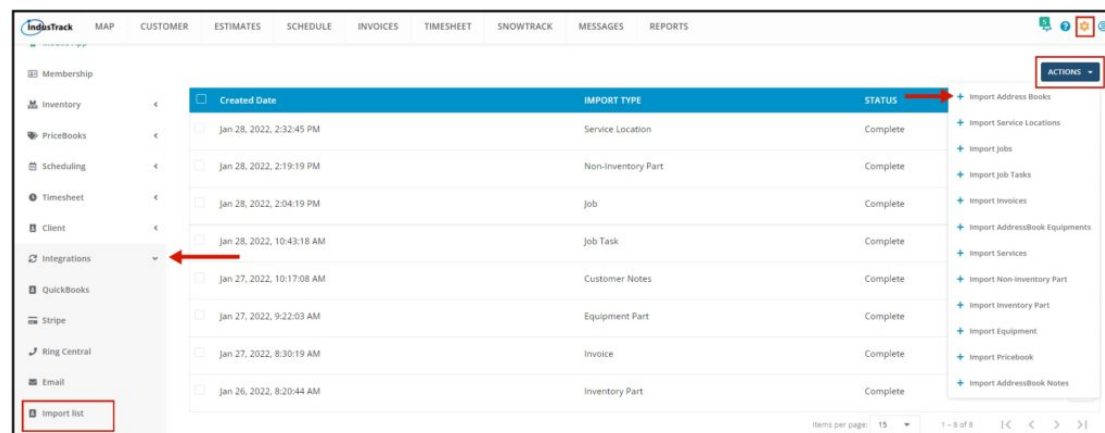 IndusTrack MAP CUSTOMER ESTIMATES SCHEDULE INVOICES TIMESHEET SNOWTRACK MESSAGES REPORTS 5 ?
Membership
ACTIONS
Inventory
Created Date IMPORT TYPE STATUS
+ Import Address Books
PriceBooks
Jan 28, 2022, 2:32:45 PM Service Location Complete
+ Import Service Locations
+ Import Jobs
Scheduling
Jan 28, 2022, 2:19:19 PM Non-Inventory Part Complete
+ Import Job Tasks
Timesheet
Jan 28, 2022, 2:04:19 PM Job Complete
+ Import Invoices
Client
+ Import AddressBook Equipments
Jan 28, 2022, 10:43:18 AM Job Task Complete
+ Import Services
Integrations
Jan 27, 2022, 10:17:08 AM Customer Notes Complete
+ Import Non-inventory Part
QuickBooks
+ Import Inventory Part
Jan 27, 2022, 9:22:03 AM Equipment Part Complete
Stripe
+ Import Equipment
Ring Central
Jan 27, 2022, 8:30:19 AM Invoice Complete
+ Import Pricebook
Email
+ Import AddressBook Notes
Jan 26, 2022, 8:20:44 AM Inventory Part Complete
Import list
Items per page: 15 1 – 8 of 8 |< < > >|